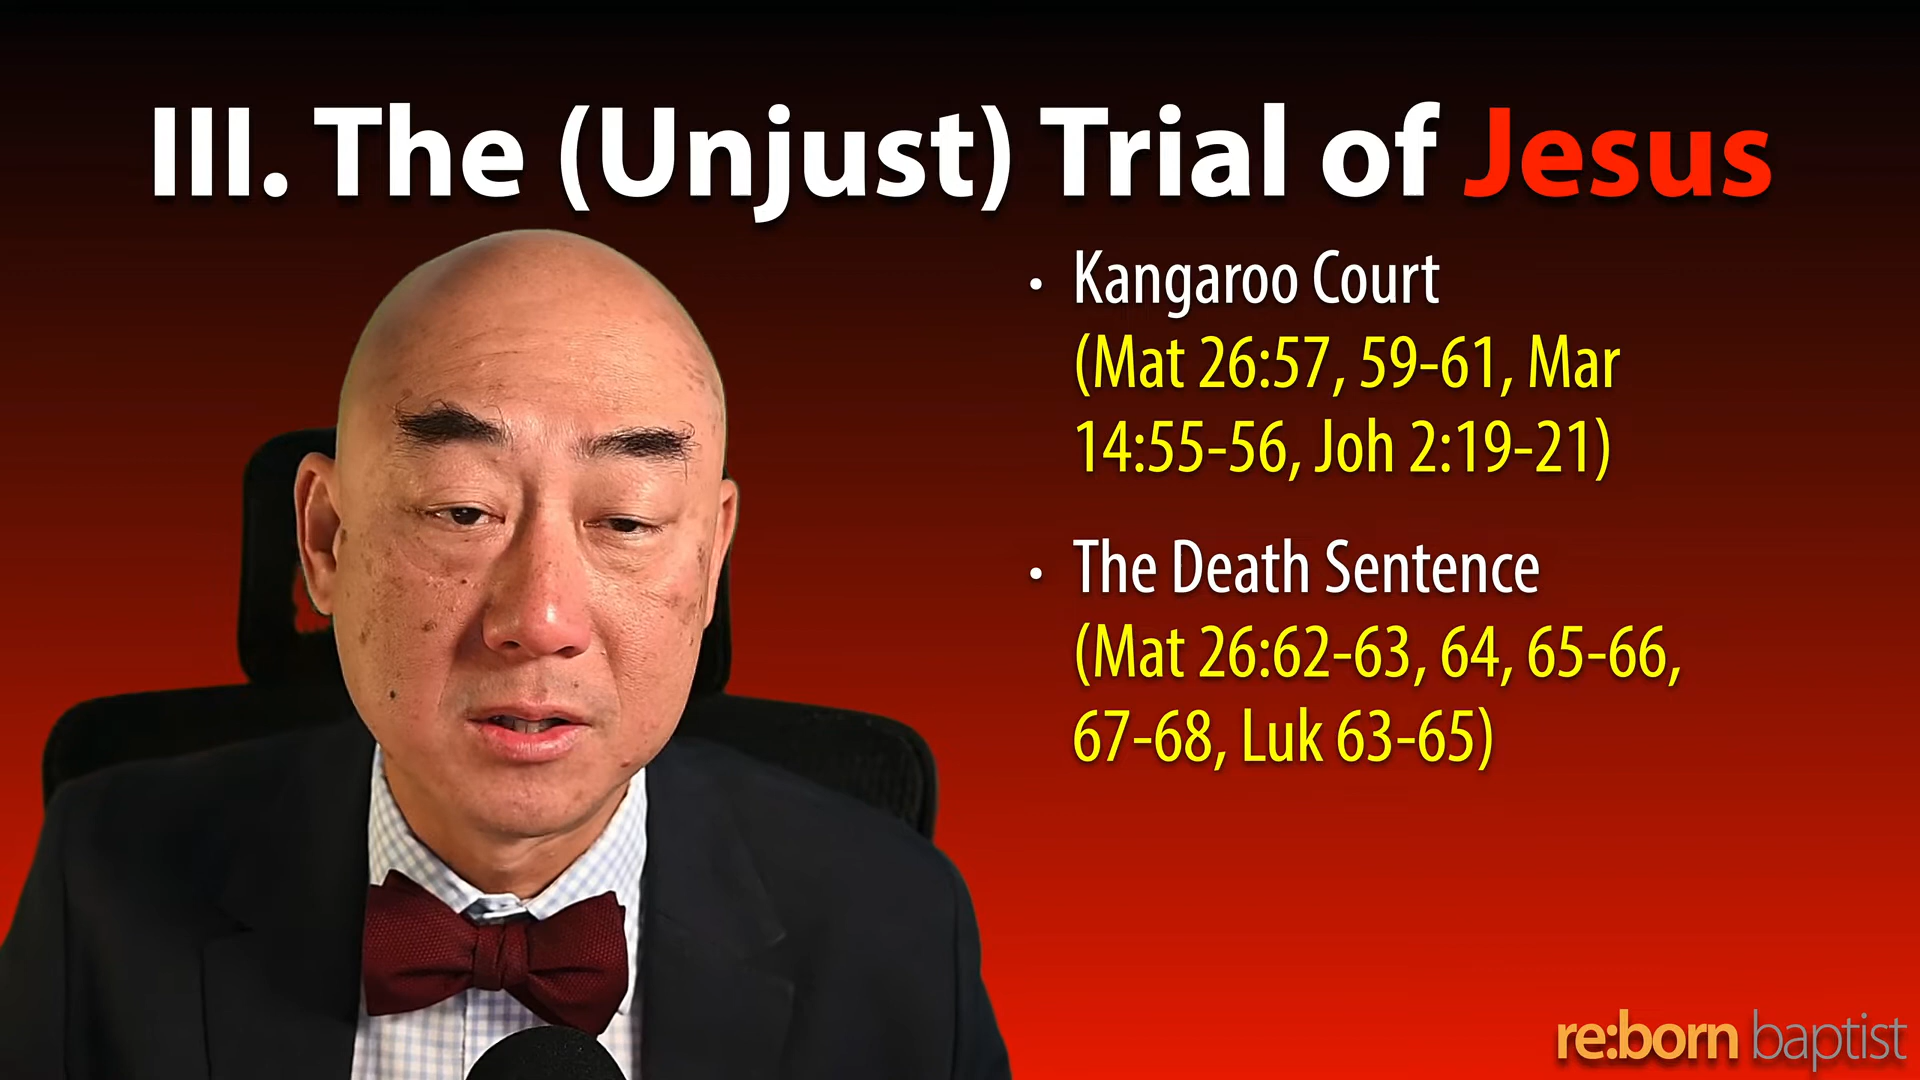 III. The (Unjust) Trial of Jesus
• Kangaroo Court
(Mat 26:57, 59-61, Mar
14:55-56, Joh 2:19-21)
• The Death Sentence
(Mat 26:62-63, 64, 65-66,
67-68, Luk 63-65)
re:born baptist